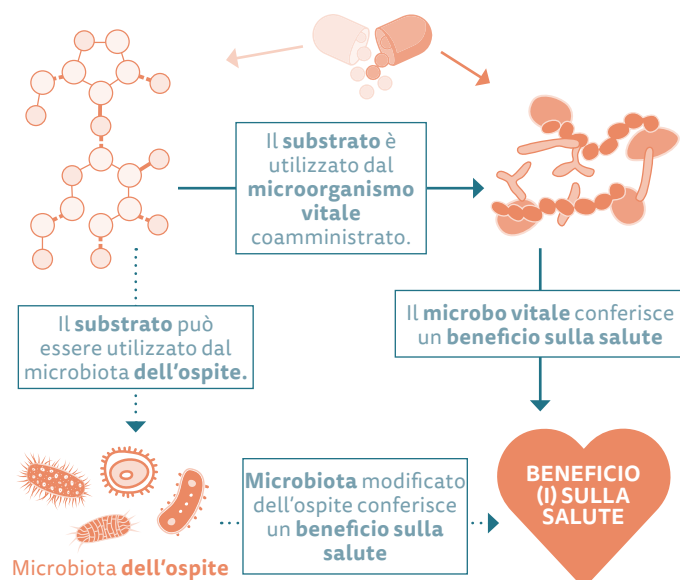 Il substrato è
utilizzato dal
microorganismo
vitale
coamministrato.
Il substrato può
essere utilizzato dal
microbiota dell'ospite.
Il microbo vitale conferisce
un beneficio sulla salute
Microbiota modificato
dell'ospite conferisce
un beneficio sulla
salute
BENEFICIO
(I) SULLA
SALUTE
Microbiota dell'ospite